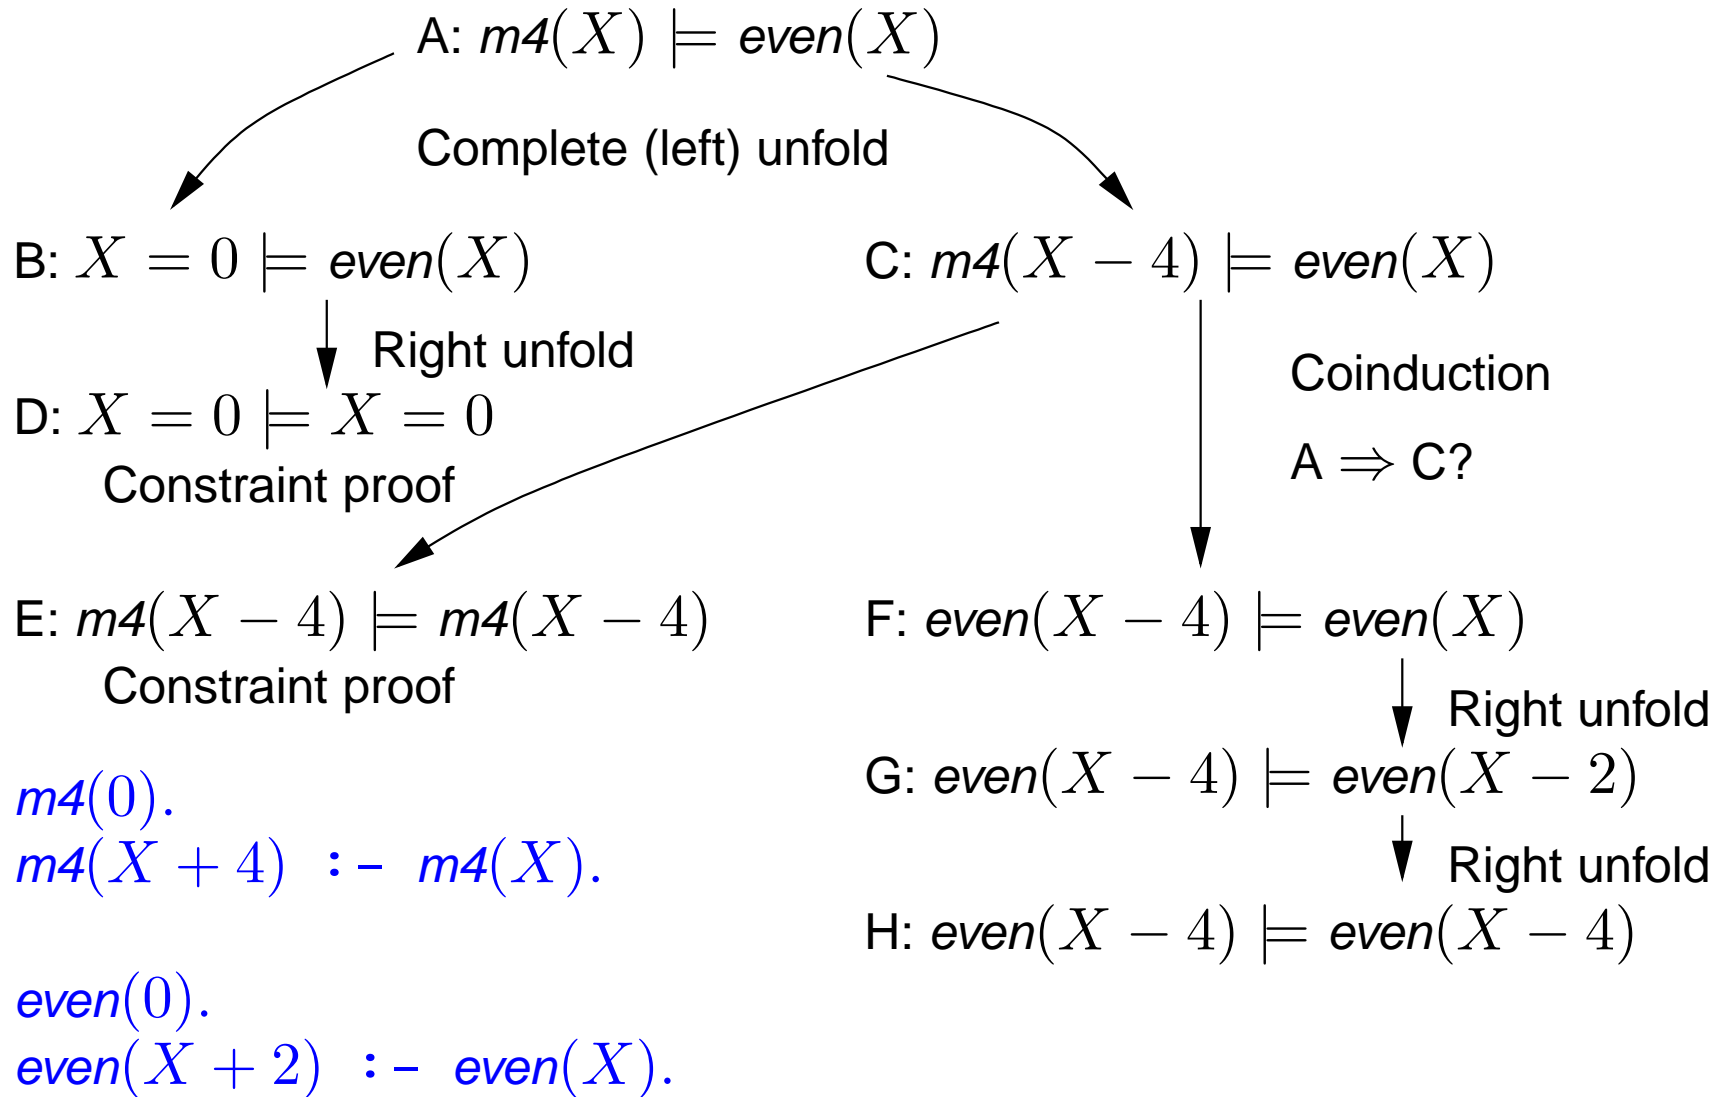 A: m4(X) ⊨ even(X)
Complete (left) unfold
B: X = 0 ⊨ even(X)
C: m4(X − 4) ⊨ even(X)
Right unfold
Coinduction
D: X = 0 ⊨ X = 0
A ⇒ C?
Constraint proof
E: m4(X − 4) ⊨ m4(X − 4)
F: even(X − 4) ⊨ even(X)
Constraint proof
Right unfold
G: even(X − 4) ⊨ even(X − 2)
Right unfold
H: even(X − 4) ⊨ even(X − 4)
m4(0).
m4(X + 4) :- m4(X).
even(0).
even(X + 2) :- even(X).